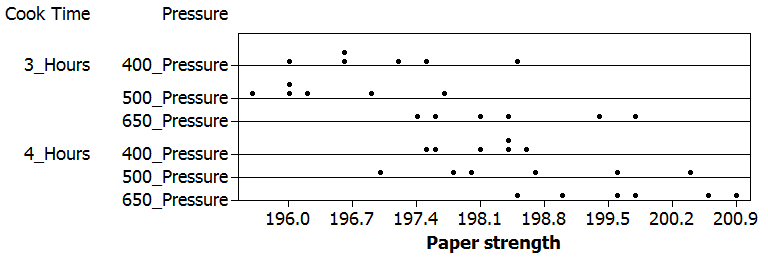 Cook Time Pressure
3_Hours 400_Pressure
500_Pressure
650_Pressure
4_Hours 400_Pressure
500_Pressure
650_Pressure
196.0 196.7 197.4 198.1 198.8 199.5 200.2 200.9
Paper strength